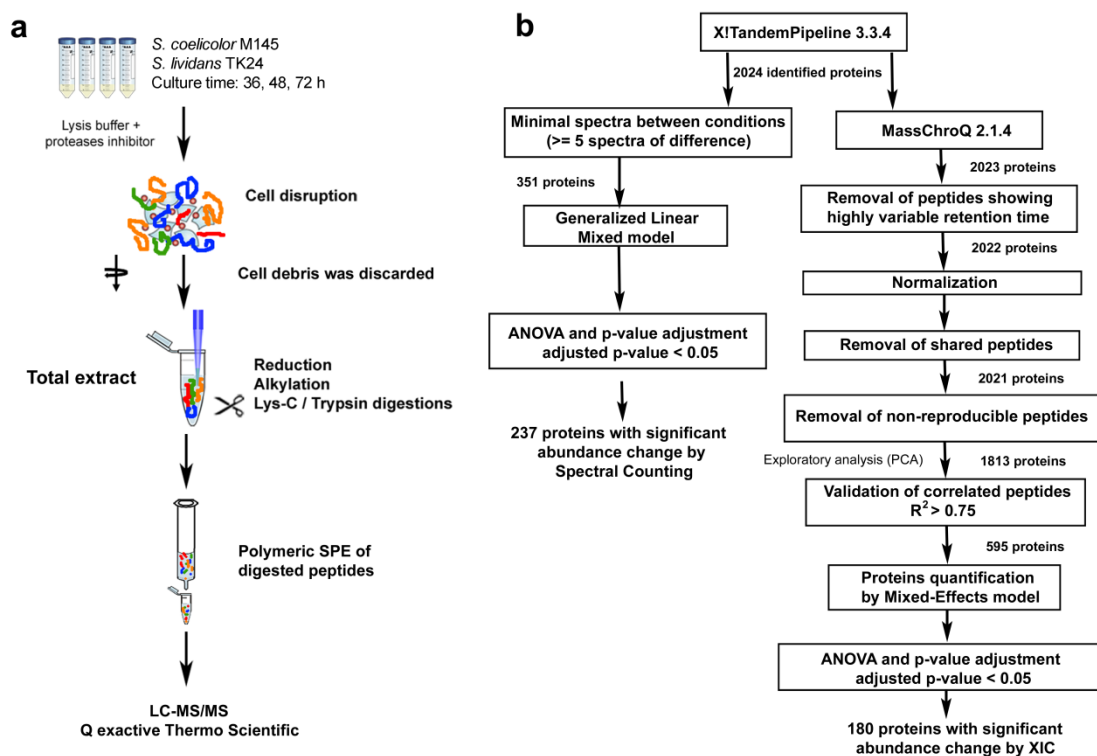 a
S. coelicolor M145
S. lividans TK24
Culture time: 36, 48, 72 h
Lysis buffer +
proteases inhibitor
Cell disruption
Cell debris was discarded
Total extract
Reduction
Alkylation
Lys-C / Trypsin digestions
Polymeric SPE of
digested peptides
LC-MS/MS
Q exactive Thermo Scientific
b
X!TandemPipeline 3.3.4
2024 identified proteins
Minimal spectra between conditions
(>= 5 spectra of difference)
351 proteins
Generalized Linear
Mixed model
ANOVA and p-value adjustment
adjusted p-value < 0.05
237 proteins with significant
abundance change by
Spectral Counting
MassChroQ 2.1.4
2023 proteins
Removal of peptides showing
highly variable retention time
2022 proteins
Normalization
Removal of shared peptides
2021 proteins
Removal of non-reproducible peptides
Exploratory analysis (PCA)
1813 proteins
Validation of correlated peptides
R² > 0.75
595 proteins
Proteins quantification
by Mixed-Effects model
ANOVA and p-value adjustment
adjusted p-value < 0.05
180 proteins with significant
abundance change by XIC